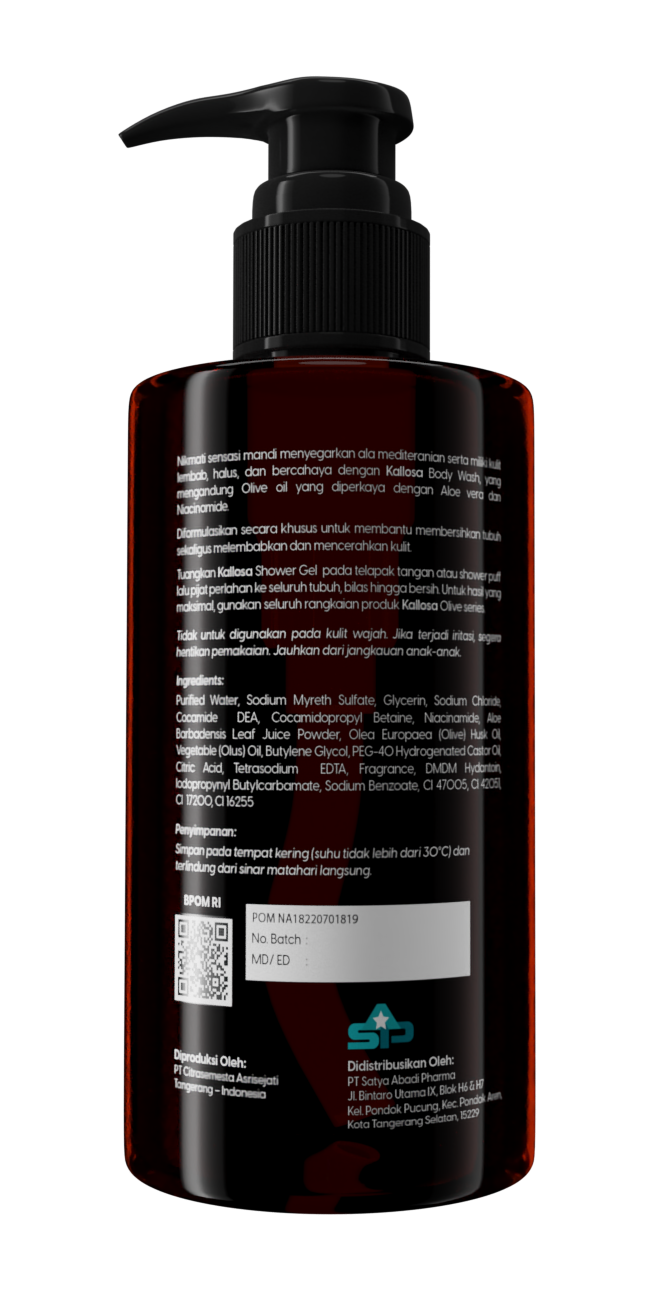 Nikmati sensasi mandi menyegarkan ala mediteranian serta miliki kulit
lembab, halus, dan bercahaya dengan Kallosa Body Wash, yang
mengandung Olive oil yang diperkaya dengan Aloe vera dan
Niacinamide.
Diformulasikan secara khusus untuk membantu membersihkan tubuh
sekaligus melembabkan dan mencerahkan kulit.
Tuangkan Kallosa Shower Gel pada telapak tangan atau shower puff
lalu pijat perlahan ke seluruh tubuh, bilas hingga bersih. Untuk hasil yang
maksimal, gunakan seluruh rangkaian produk Kallosa Olive series.
Tidak untuk digunakan pada kulit wajah. Jika terjadi iritasi, segera
hentikan pemakaian. Jauhkan dari jangkauan anak-anak.
Ingredients:
Purified Water, Sodium Myreth Sulfate, Glycerin, Sodium Chloride,
Cocamide DEA, Cocamidopropyl Betaine, Niacinamide, Aloe
Barbadensis Leaf Juice Powder, Olea Europaea (Olive) Husk Oil,
Vegetable (Olus) Oil, Butylene Glycol, PEG-40 Hydrogenated Castor Oil,
Citric Acid, Tetrasodium EDTA, Fragrance, DMDM Hydantoin,
Iodopropynyl Butylcarbamate, Sodium Benzoate, CI 47005, CI 42051,
CI 17200, CI 16255
Penyimpanan:
Simpan pada tempat kering (suhu tidak lebih dari 30°C) dan
terlindung dari sinar matahari langsung.
BPOM RI
POM NA18220701819
No. Batch :
MD/ ED :
SAP
Diproduksi Oleh:
PT Citrasemesta Asrisejati
Tangerang – Indonesia
Didistribusikan Oleh:
PT Satya Abadi Pharma
Jl. Bintaro Utama IX, Blok H6 & H7
Kel. Pondok Pucung, Kec. Pondok Aren,
Kota Tangerang Selatan, 15229